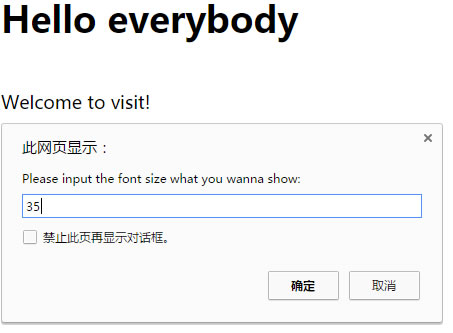 Hello everybody
Welcome to visit!
此网页显示：
Please input the font size what you wanna show:
35
禁止此页再显示对话框。
确定 取消